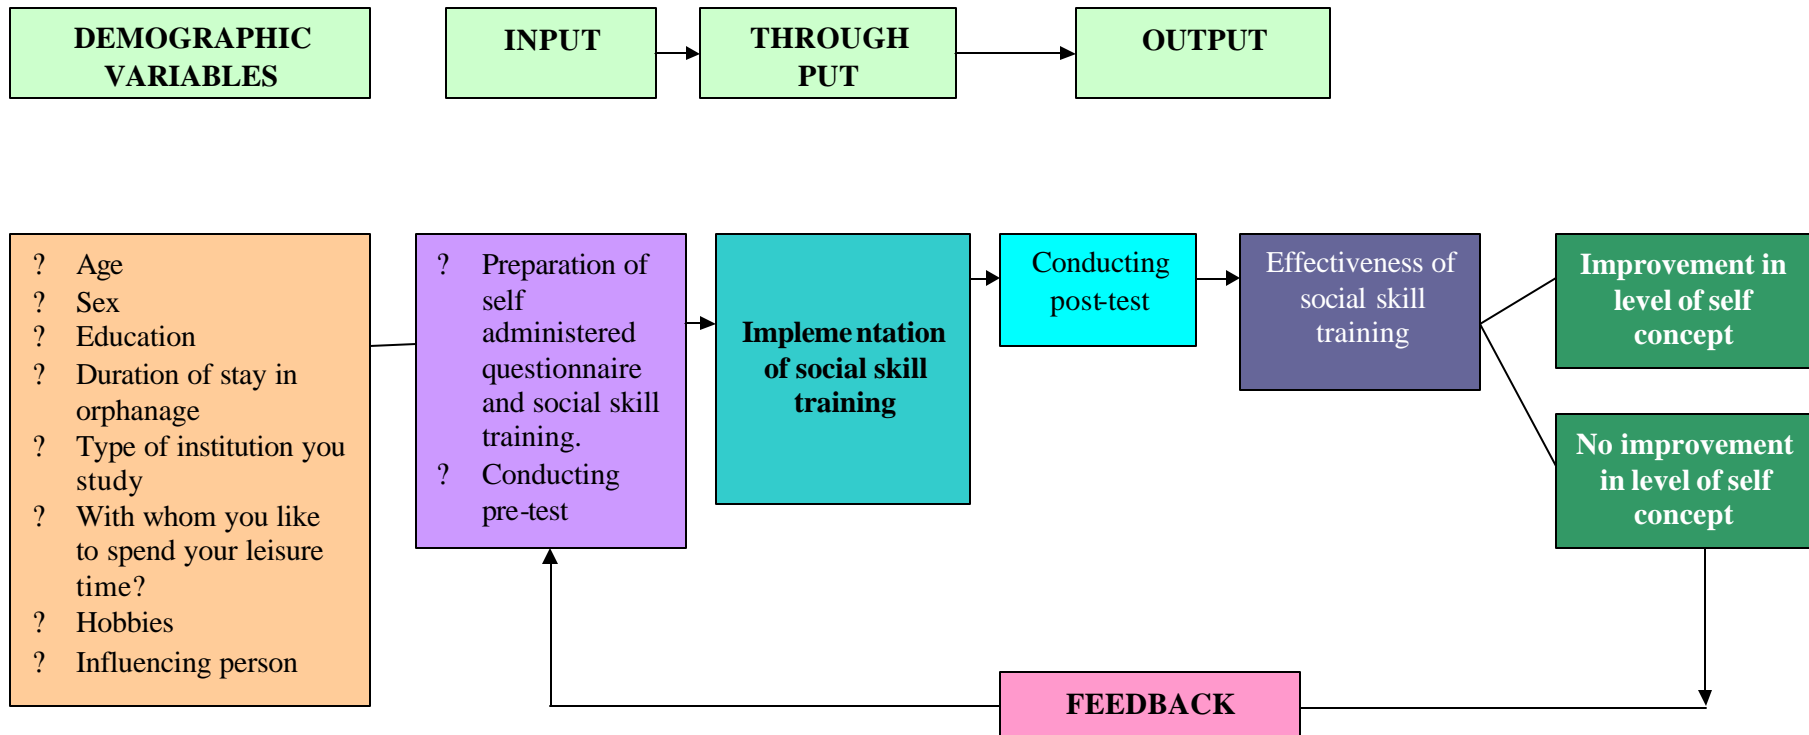 DEMOGRAPHIC
VARIABLES
INPUT
THROUGH
PUT
OUTPUT
? Age
? Sex
? Education
? Duration of stay in
orphanage
? Type of institution you
study
? With whom you like
to spend your leisure
time?
? Hobbies
? Influencing person
? Preparation of
self
administered
questionnaire
and social skill
training.
? Conducting
pre-test
Impleme ntation
of social skill
training
Conducting
post-test
Effectiveness of
social skill
training
Improvement in
level of self
concept
No improvement
in level of self
concept
FEEDBACK